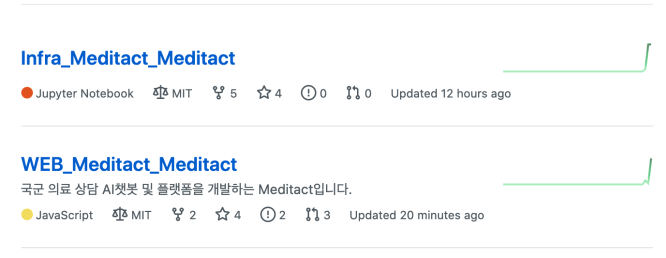 Infra_Meditact_Meditact
Jupyter Notebook MIT 5 4 0 0 Updated 12 hours ago
WEB_Meditact_Meditact
국군 의료 상담 AI챗봇 및 플랫폼을 개발하는 Meditact입니다.
JavaScript MIT 2 4 2 3 Updated 20 minutes ago